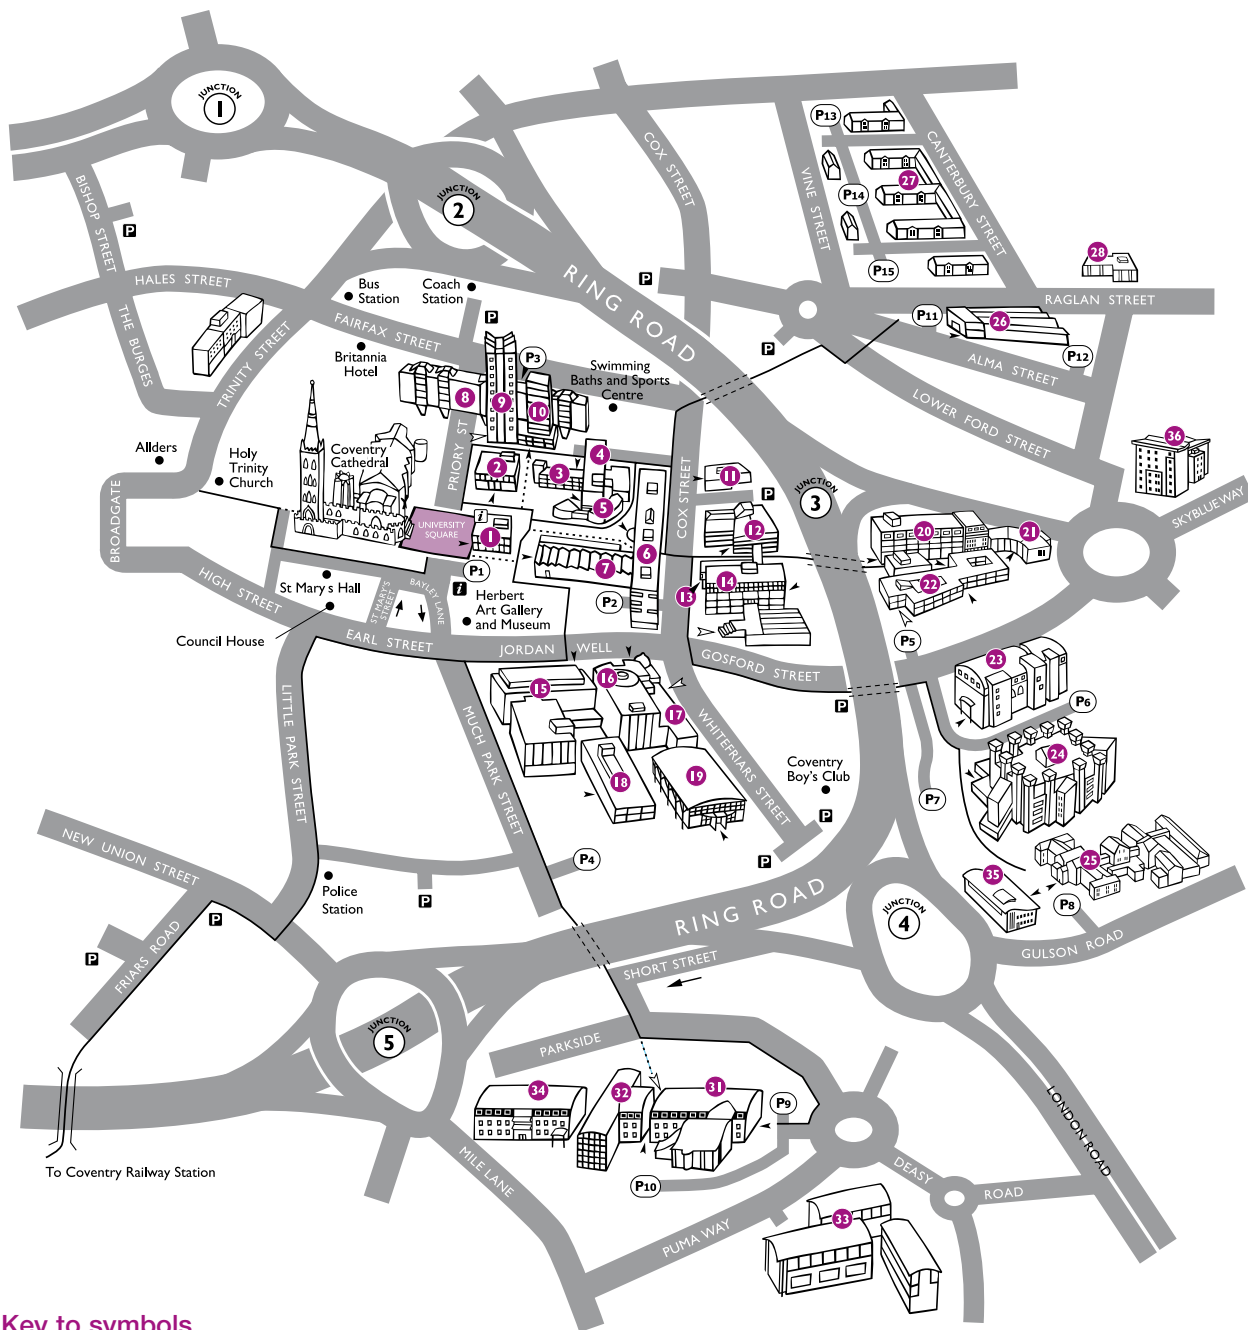 JUNCTION
1
JUNCTION
2
COX STREET
VINE STREET
CANTERBURY STREET
P13
P14
27
P15
28
RAGLAN STREET
P11
26
P12
ALMA STREET
LOWER FORD STREET
36
SKYBLUE WAY
BISHOP STREET
P
HALES STREET
THE BURGES
TRINITY STREET
Bus
Station
Coach
Station
P
FAIRFAX STREET
Britannia
Hotel
RING ROAD
P
P
P3
Swimming
Baths and Sports
Centre
8
9
10
Allders
Holy
Trinity
Church
Coventry
Cathedral
PRIORY ST
2
3
4
5
11
COX STREET
P
12
JUNCTION
3
20
21
22
BROADGATE
UNIVERSITY
SQUARE
i
1
6
7
13
14
P1
P2
P5
i
Herbert
Art Gallery
and Museum
St Mary's Hall
ST MARY'S
STREET
BAYLEY LANE
Council House
HIGH STREET
EARL STREET
JORDAN WELL
GOSFORD STREET
23
P6
P
24
P7
LITTLE PARK STREET
MUCH PARK STREET
15
16
17
18
19
WHITEFRIARS STREET
Coventry
Boy's Club
P
P
25
35
P8
GULSON ROAD
NEW UNION STREET
FRIARS ROAD
P
P
Police
Station
P
P4
RING ROAD
JUNCTION
4
SHORT STREET
JUNCTION
5
PARKSIDE
34
32
31
P9
P10
MILE LANE
LONDON ROAD
DEASY
ROAD
PUMA WAY
33
To Coventry Railway Station
Key to symbols